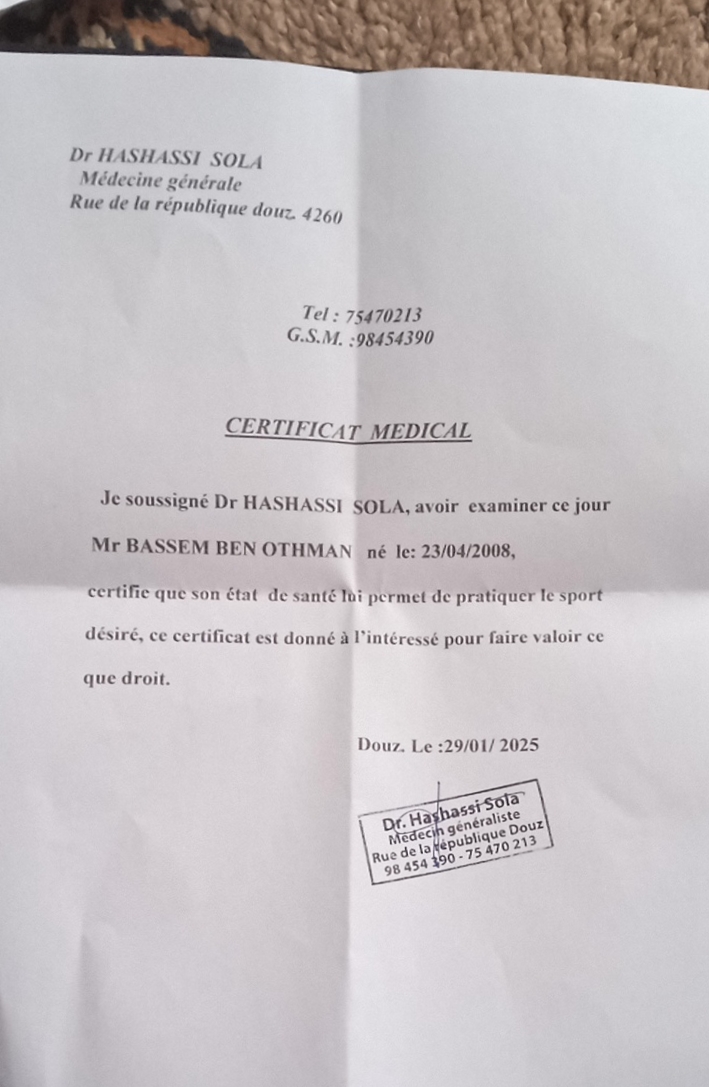 Dr HASHASSI SOLA
Médecine générale
Rue de la république douz. 4260
Tel : 75470213
G.S.M. :98454390
CERTIFICAT MEDICAL
Je soussigné Dr HASHASSI SOLA, avoir examiner ce jour
Mr BASSEM BEN OTHMAN né le: 23/04/2008,
certifie que son état de santé lui permet de pratiquer le sport
désiré, ce certificat est donné à l'intéressé pour faire valoir ce
que droit.
Douz. Le :29/01/ 2025
Dr. Hashassi Sola
Médecin généraliste
Rue de la république Douz
98 454 390 - 75 470 213